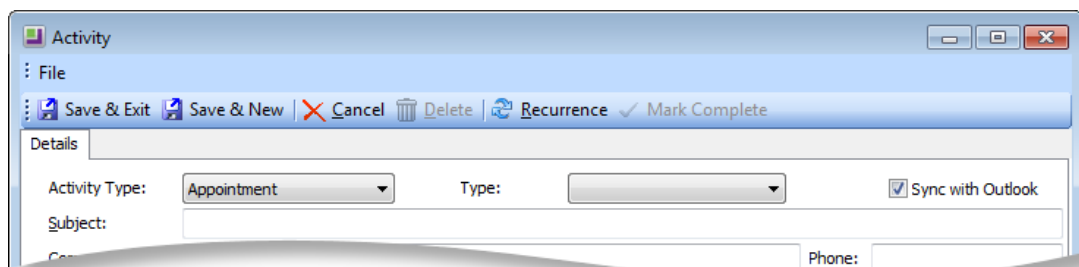 Activity
File
Save & Exit Save & New Cancel Delete Recurrence Mark Complete
Details
Activity Type: Appointment Type: Sync with Outlook
Subject:
Phone: